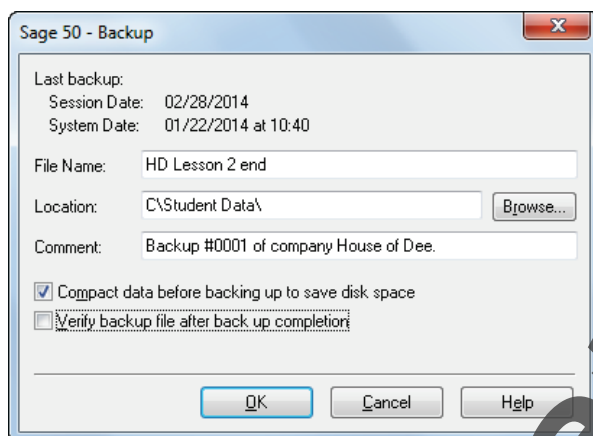 Sage 50 - Backup
Last backup:
Session Date: 02/28/2014
System Date: 01/22/2014 at 10:40
File Name: HD Lesson 2 end
Location: C\Student Data\ Browse...
Comment: Backup #0001 of company House of Dee.
Compact data before backing up to save disk space
Verify backup file after back up completion
OK Cancel Help